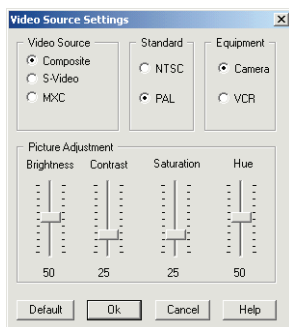 Video Source Settings
Video Source
Composite
S-Video
MXC
Standard
NTSC
PAL
Equipment
Camera
VCR
Picture Adjustment
Brightness Contrast Saturation Hue
50 25 25 50
Default Ok Cancel Help